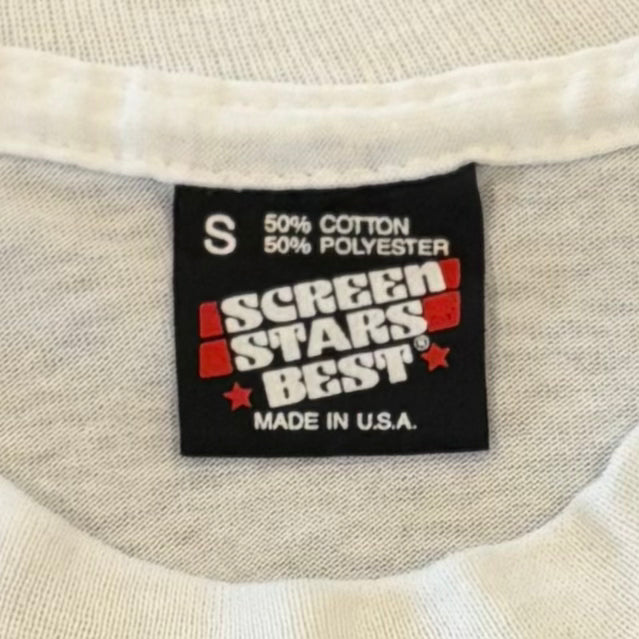 S 50% COTTON
50% POLYESTER
SCREEN
STARS
BEST®
MADE IN U.S.A.